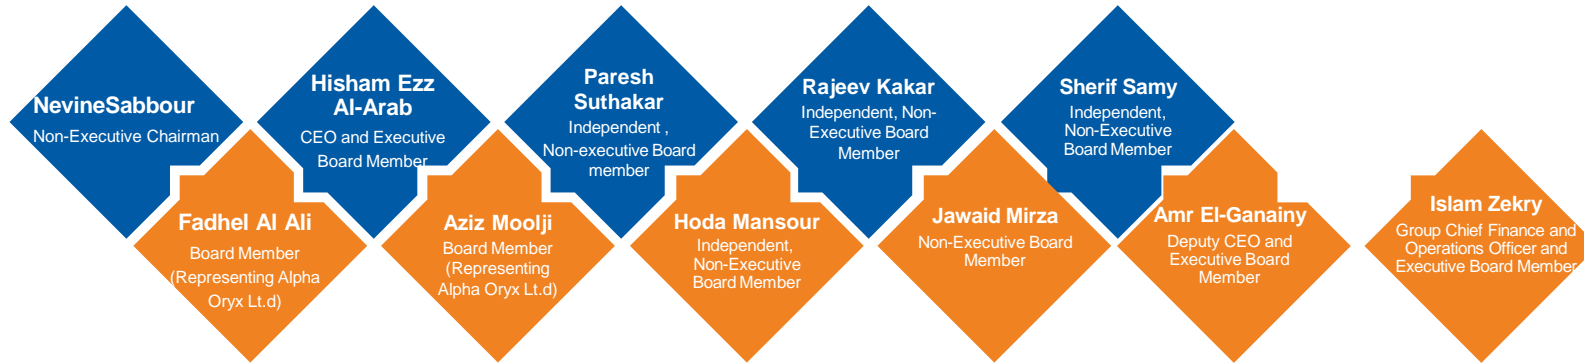 NevineSabbour
Non-Executive Chairman
Hisham Ezz
Al-Arab
CEO and Executive
Board Member
Paresh
Suthakar
Independent ,
Non-executive Board
member
Rajeev Kakar
Independent, Non-
Executive Board
Member
Sherif Samy
Independent,
Non-Executive
Board Member
Fadhel Al Ali
Board Member
(Representing Alpha
Oryx Lt.d)
Aziz Moolji
Board Member
(Representing
Alpha Oryx Lt.d)
Hoda Mansour
Independent,
Non-Executive
Board Member
Jawaid Mirza
Non-Executive Board
Member
Amr El-Ganainy
Deputy CEO and
Executive Board
Member
Islam Zekry
Group Chief Finance and
Operations Officer and
Executive Board Member